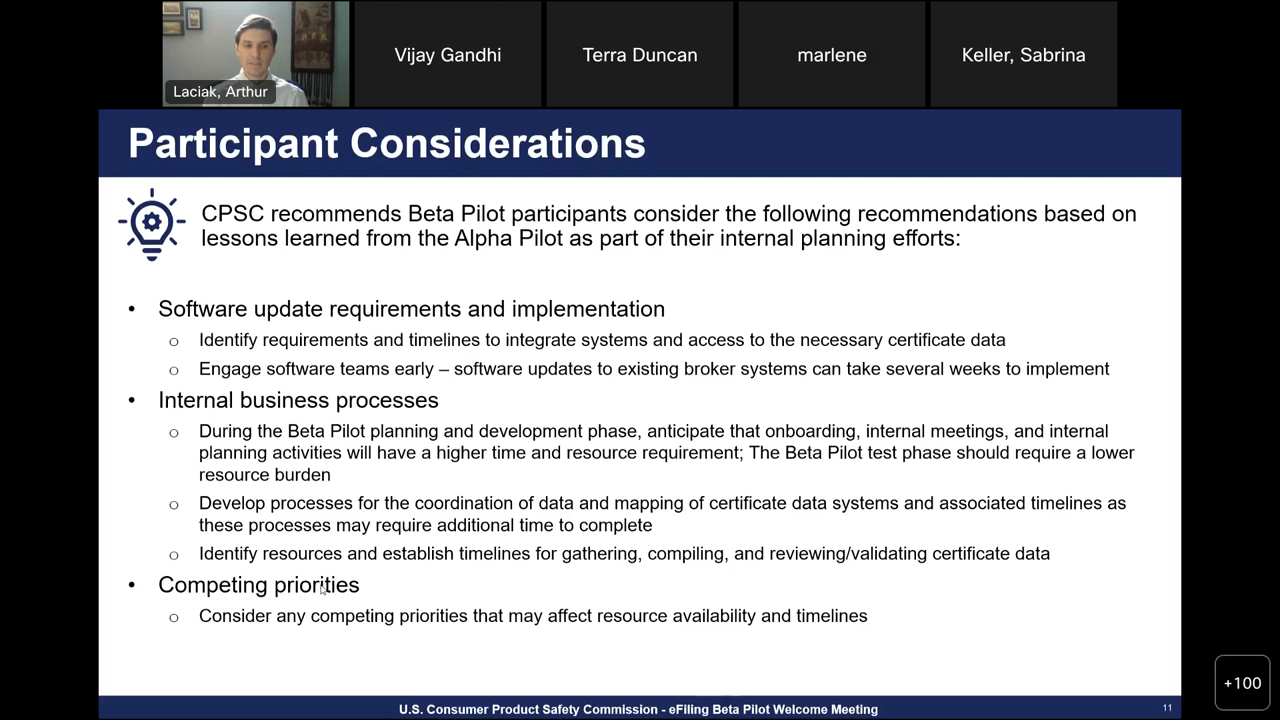 Laciak, Arthur
Vijay Gandhi
Terra Duncan
marlene
Keller, Sabrina
Participant Considerations
CPSC recommends Beta Pilot participants consider the following recommendations based on
lessons learned from the Alpha Pilot as part of their internal planning efforts:
• Software update requirements and implementation
o Identify requirements and timelines to integrate systems and access to the necessary certificate data
o Engage software teams early – software updates to existing broker systems can take several weeks to implement
• Internal business processes
o During the Beta Pilot planning and development phase, anticipate that onboarding, internal meetings, and internal
planning activities will have a higher time and resource requirement; The Beta Pilot test phase should require a lower
resource burden
o Develop processes for the coordination of data and mapping of certificate data systems and associated timelines as
these processes may require additional time to complete
o Identify resources and establish timelines for gathering, compiling, and reviewing/validating certificate data
• Competing priorities
o Consider any competing priorities that may affect resource availability and timelines
+100
U.S. Consumer Product Safety Commission - eFiling Beta Pilot Welcome Meeting
11